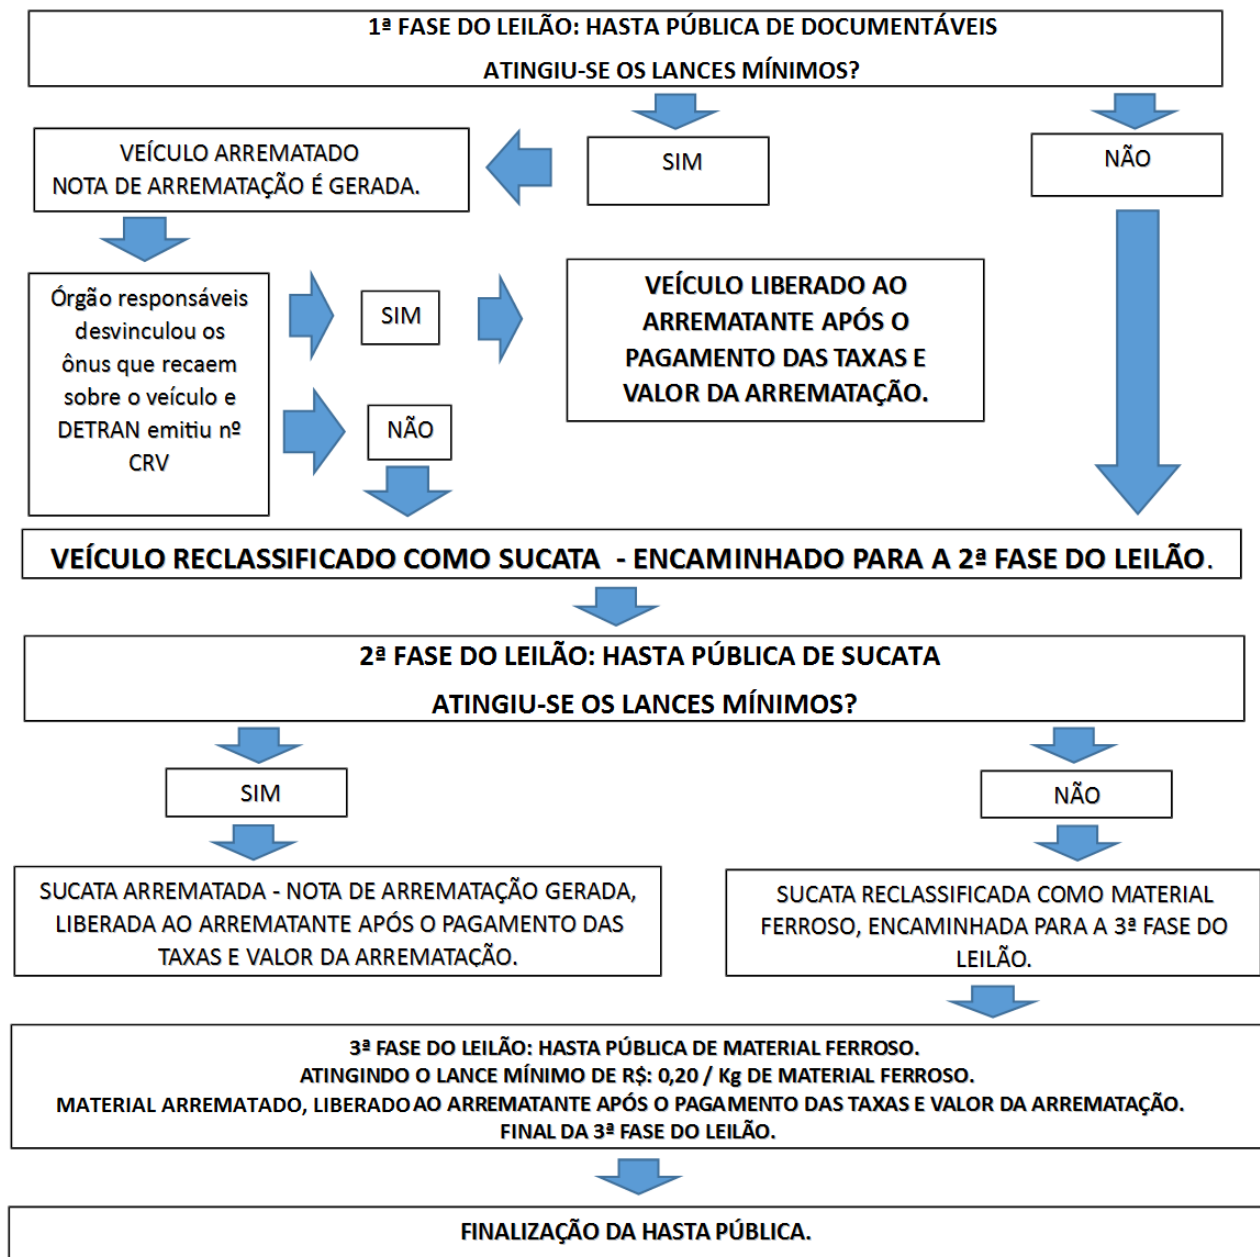 1ª FASE DO LEILÃO: HASTA PÚBLICA DE DOCUMENTÁVEIS
ATINGIU-SE OS LANCES MÍNIMOS?
SIM
NÃO
VEÍCULO ARREMATADO
NOTA DE ARREMATAÇÃO É GERADA.
Órgão responsáveis
desvinculou os
ônus que recaem
sobre o veículo e
DETRAN emitiu nº
CRV
SIM
NÃO
VEÍCULO LIBERADO AO
ARREMATANTE APÓS O
PAGAMENTO DAS TAXAS E
VALOR DA ARREMATAÇÃO.
VEÍCULO RECLASSIFICADO COMO SUCATA - ENCAMINHADO PARA A 2ª FASE DO LEILÃO.
2ª FASE DO LEILÃO: HASTA PÚBLICA DE SUCATA
ATINGIU-SE OS LANCES MÍNIMOS?
SIM
NÃO
SUCATA ARREMATADA - NOTA DE ARREMATAÇÃO GERADA,
LIBERADA AO ARREMATANTE APÓS O PAGAMENTO DAS
TAXAS E VALOR DA ARREMATAÇÃO.
SUCATA RECLASSIFICADA COMO MATERIAL
FERROSO, ENCAMINHADA PARA A 3ª FASE DO
LEILÃO.
3ª FASE DO LEILÃO: HASTA PÚBLICA DE MATERIAL FERROSO.
ATINGINDO O LANCE MÍNIMO DE R$: 0,20 / Kg DE MATERIAL FERROSO.
MATERIAL ARREMATADO, LIBERADO AO ARREMATANTE APÓS O PAGAMENTO DAS TAXAS E VALOR DA ARREMATAÇÃO.
FINAL DA 3ª FASE DO LEILÃO.
FINALIZAÇÃO DA HASTA PÚBLICA.